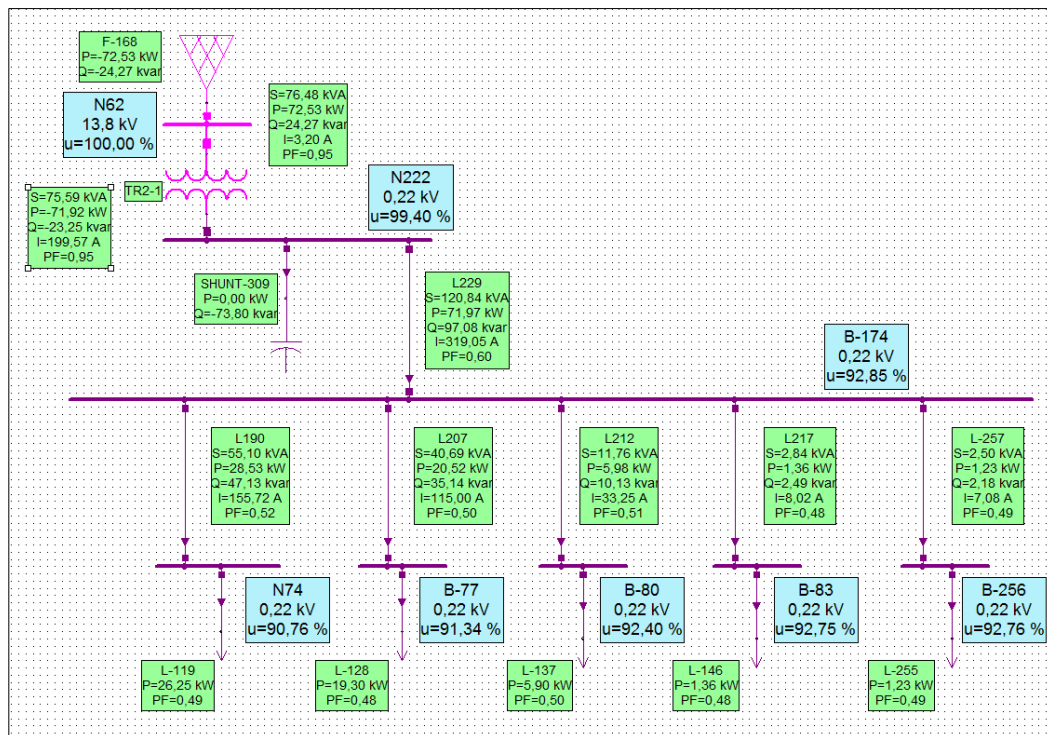 F-168
P=-72,53 kW
Q=-24,27 kvar
N62
13,8 kV
u=100,00 %
S=76,48 kVA
P=72,53 kW
Q=24,27 kvar
I=3,20 A
PF=0,95
TR2-1
S=75,59 kVA
P=-71,92 kW
Q=-23,25 kvar
I=199,57 A
PF=0,95
N222
0,22 kV
u=99,40 %
SHUNT-309
P=0,00 kW
Q=-73,80 kvar
L229
S=120,84 kVA
P=71,97 kW
Q=97,08 kvar
I=319,05 A
PF=0,60
B-174
0,22 kV
u=92,85 %
L190
S=55,10 kVA
P=28,53 kW
Q=47,13 kvar
I=155,72 A
PF=0,52
L207
S=40,69 kVA
P=20,52 kW
Q=35,14 kvar
I=115,00 A
PF=0,50
L212
S=11,76 kVA
P=5,98 kW
Q=10,13 kvar
I=33,25 A
PF=0,51
L217
S=2,84 kVA
P=1,36 kW
Q=2,49 kvar
I=8,02 A
PF=0,48
L-257
S=2,50 kVA
P=1,23 kW
Q=2,18 kvar
I=7,08 A
PF=0,49
N74
0,22 kV
u=90,76 %
B-77
0,22 kV
u=91,34 %
B-80
0,22 kV
u=92,40 %
B-83
0,22 kV
u=92,75 %
B-256
0,22 kV
u=92,76 %
L-119
P=26,25 kW
PF=0,49
L-128
P=19,30 kW
PF=0,48
L-137
P=5,90 kW
PF=0,50
L-146
P=1,36 kW
PF=0,48
L-255
P=1,23 kW
PF=0,49